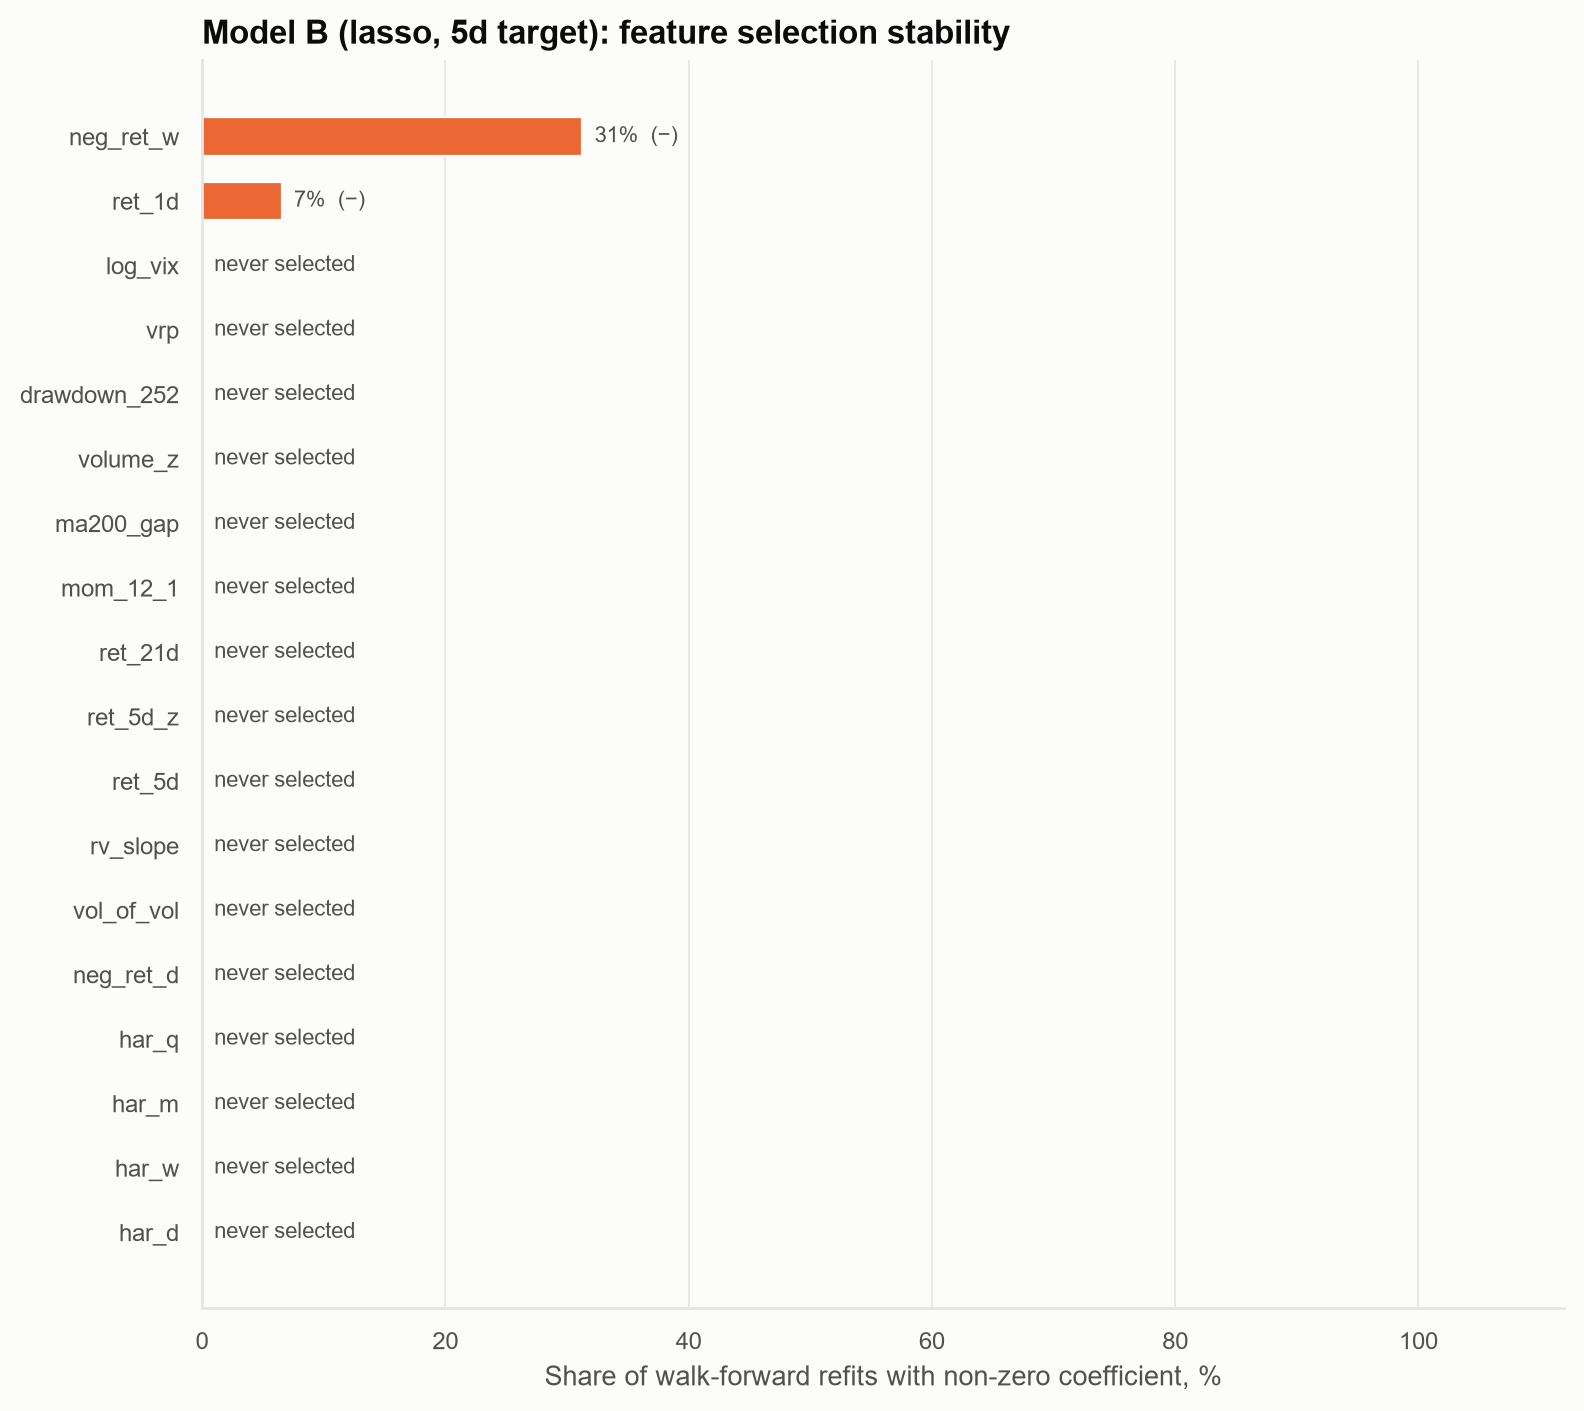 Model B (lasso, 5d target): feature selection stability
neg_ret_w 31% (−)
ret_1d 7% (−)
log_vix never selected
vrp never selected
drawdown_252 never selected
volume_z never selected
ma200_gap never selected
mom_12_1 never selected
ret_21d never selected
ret_5d_z never selected
ret_5d never selected
rv_slope never selected
vol_of_vol never selected
neg_ret_d never selected
har_q never selected
har_m never selected
har_w never selected
har_d never selected
0 20 40 60 80 100
Share of walk-forward refits with non-zero coefficient, %